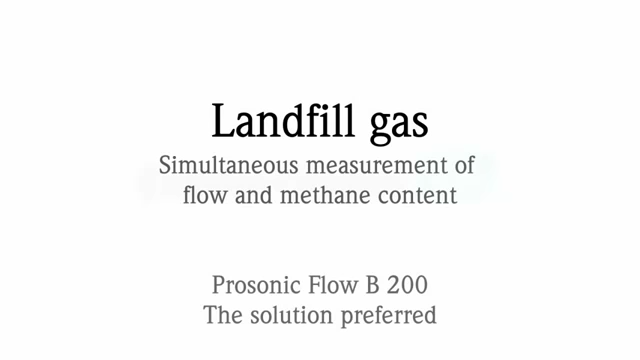 Landfill gas
Simultaneous measurement of
flow and methane content
Prosonic Flow B 200
The solution preferred